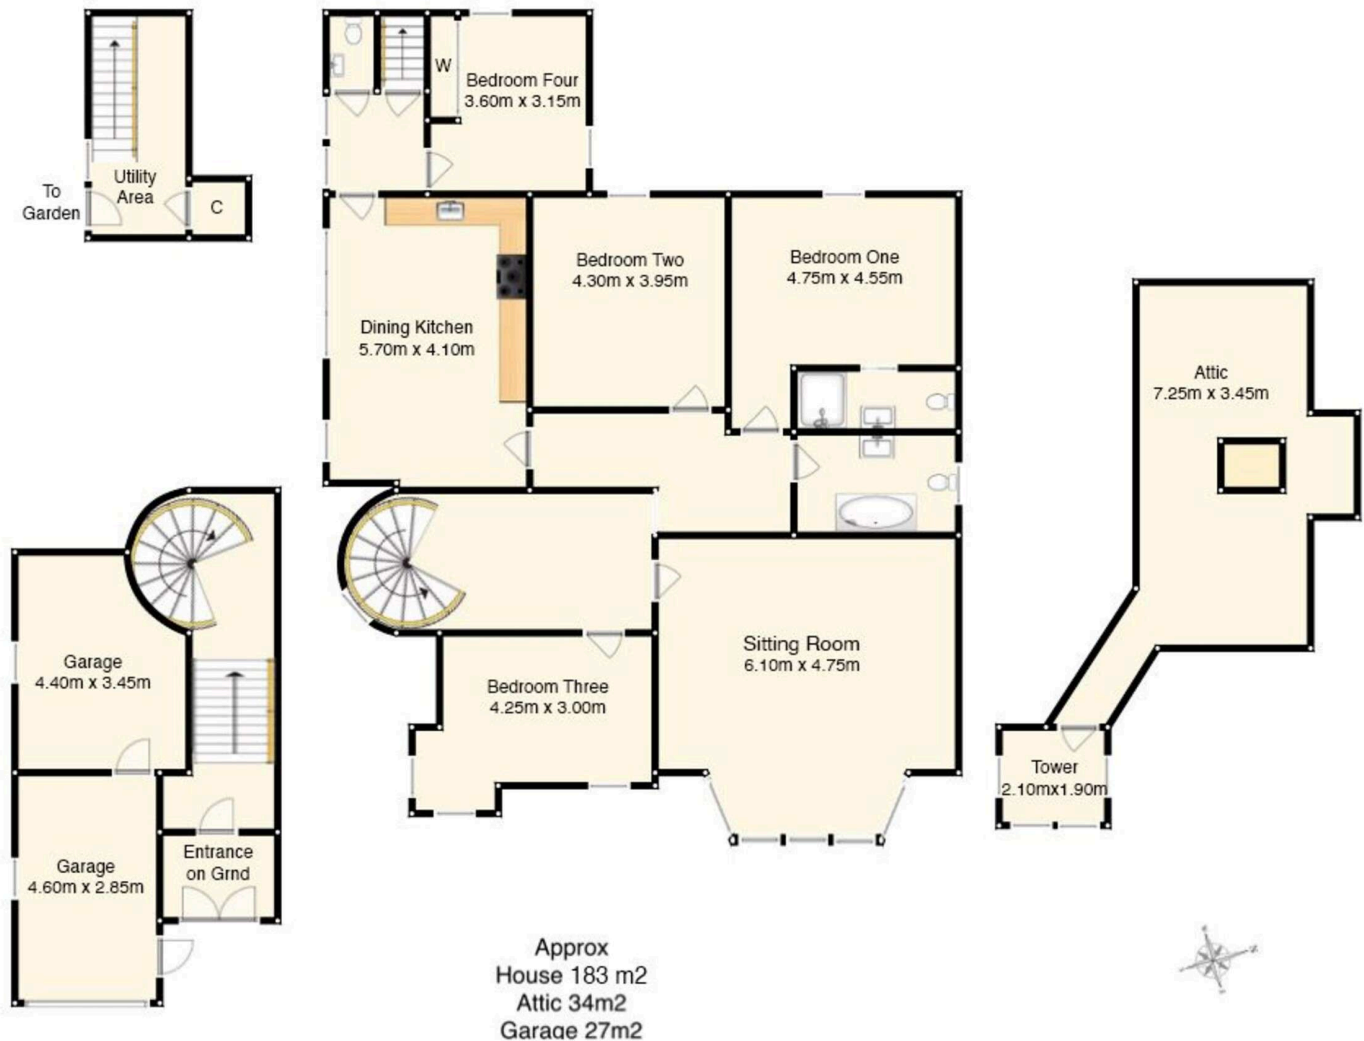 To
Garden
Utility
Area
C
W
Bedroom Four
3.60m x 3.15m
Dining Kitchen
5.70m x 4.10m
Bedroom Two
4.30m x 3.95m
Bedroom One
4.75m x 4.55m
Attic
7.25m x 3.45m
Garage
4.40m x 3.45m
Bedroom Three
4.25m x 3.00m
Sitting Room
6.10m x 4.75m
Tower
2.10mx1.90m
Garage
4.60m x 2.85m
Entrance
on Grnd
Approx
House 183 m2
Attic 34m2
Garage 27m2